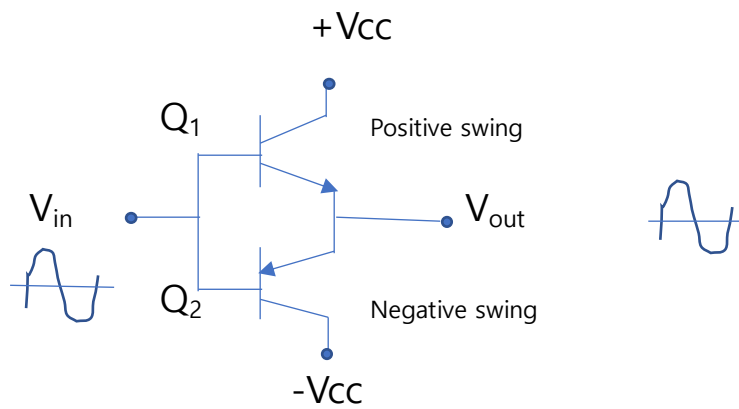 +Vcc
Q1
Positive swing
Vin
Vout
Q2
Negative swing
-Vcc